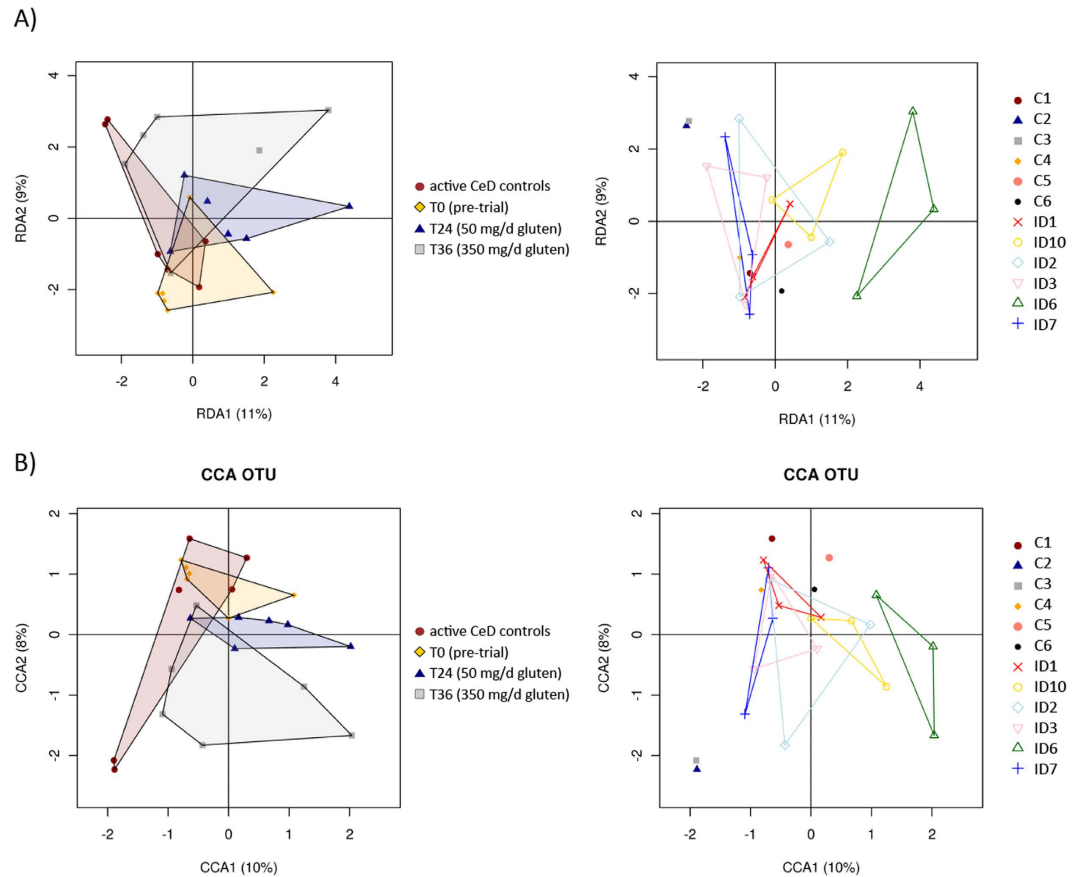 A)
4
2
0
-2
RDA2 (9%)
-2
0
2
4
RDA1 (11%)
active CeD controls
T0 (pre-trial)
T24 (50 mg/d gluten)
T36 (350 mg/d gluten)
4
2
0
-2
RDA2 (9%)
-2
0
2
4
RDA1 (11%)
C1
C2
C3
C4
C5
C6
ID1
ID10
ID2
ID3
ID6
ID7
B)
CCA OTU
2
1
0
-1
-2
CCA2 (8%)
-2
-1
0
1
2
CCA1 (10%)
active CeD controls
T0 (pre-trial)
T24 (50 mg/d gluten)
T36 (350 mg/d gluten)
CCA OTU
2
1
0
-1
-2
CCA2 (8%)
-2
-1
0
1
2
CCA1 (10%)
C1
C2
C3
C4
C5
C6
ID1
ID10
ID2
ID3
ID6
ID7